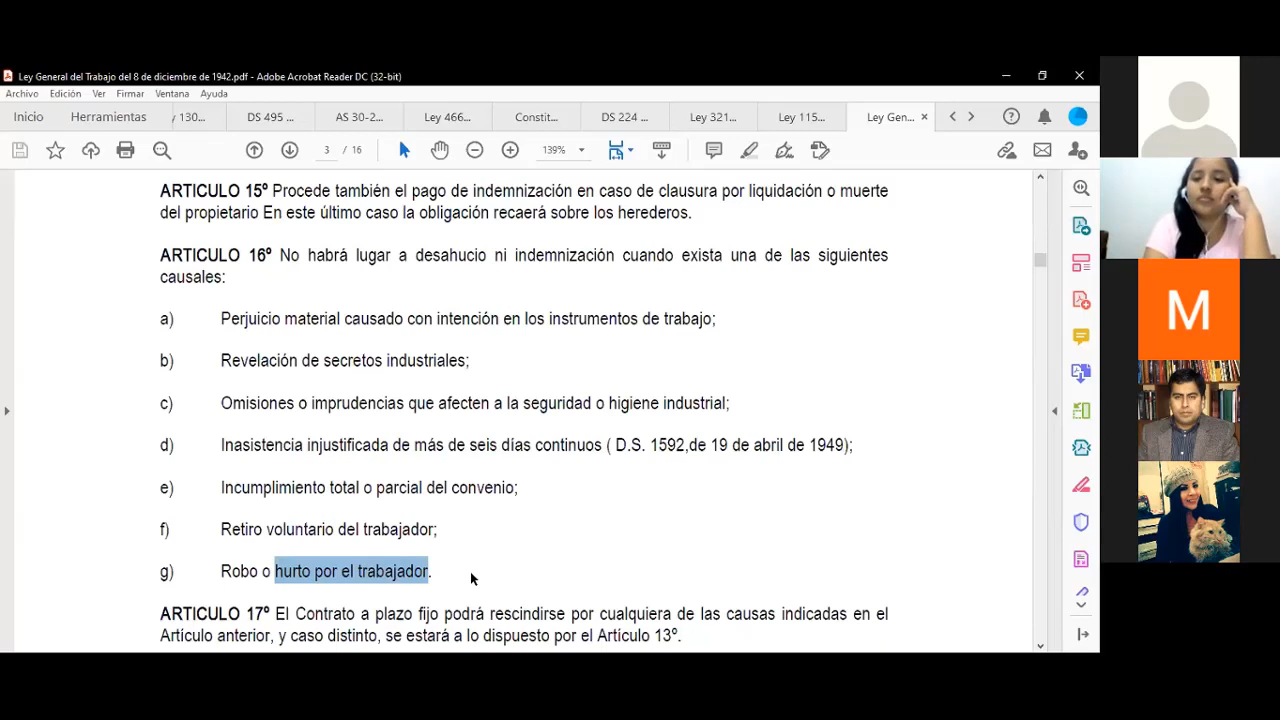 Ley General del Trabajo del 8 de diciembre de 1942.pdf - Adobe Acrobat Reader DC (32-bit)
Archivo Edición Ver Firmar Ventana Ayuda
Inicio Herramientas y 130... DS 495 ... AS 30-2... Ley 466... Constit... DS 224 ... Ley 321... Ley 115... Ley Gen...
3 / 16 139%
ARTICULO 15º Procede también el pago de indemnización en caso de clausura por liquidación o muerte
del propietario En este último caso la obligación recaerá sobre los herederos.
ARTICULO 16º No habrá lugar a desahucio ni indemnización cuando exista una de las siguientes
causales:
a) Perjuicio material causado con intención en los instrumentos de trabajo;
b) Revelación de secretos industriales;
c) Omisiones o imprudencias que afecten a la seguridad o higiene industrial;
d) Inasistencia injustificada de más de seis días continuos ( D.S. 1592,de 19 de abril de 1949);
e) Incumplimiento total o parcial del convenio;
f) Retiro voluntario del trabajador;
g) Robo o hurto por el trabajador.
ARTICULO 17º El Contrato a plazo fijo podrá rescindirse por cualquiera de las causas indicadas en el
Artículo anterior, y caso distinto, se estará a lo dispuesto por el Artículo 13º.
M